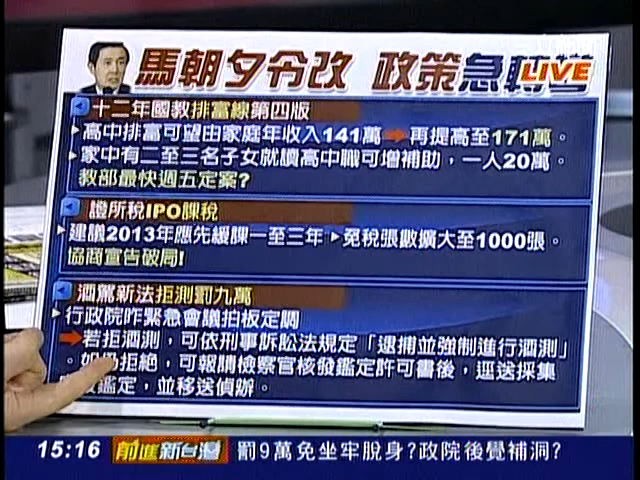 馬朝夕令改 政策急轉
LIVE
十二年國教排富線第四版
高中排富可望由家庭年收入141萬➡再提高至171萬。
家中有二至三名子女就讀高中職可增補助，一人20萬。
教部最快週五定案?
證所稅IPO課稅
建議2013年應先緩課一至三年▶免稅張數擴大至1000張。
協商宣告破局!
酒駕新法拒測罰九萬
行政院昨緊急會議拍板定調
➡若拒酒測，可依刑事訴訟法規定「逮捕並強制進行酒測」
。如仍拒絕，可報請檢察官核發鑑定許可書後，逕送採集
鑑定，並移送偵辦。
15:16 前進新台灣 罰9萬免坐牢脫身?政院後覺補洞?